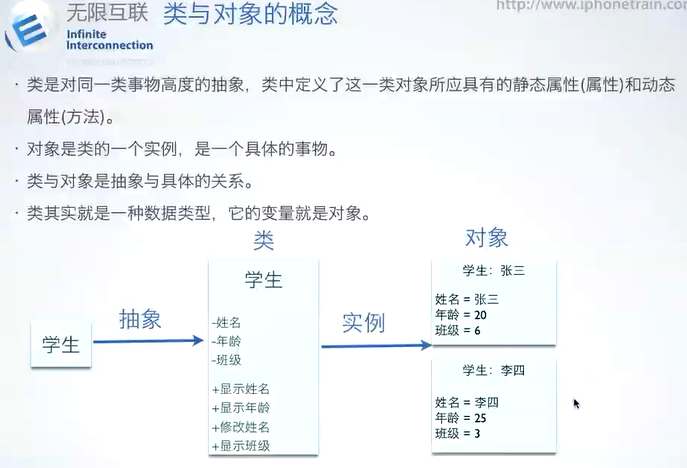 http://www.iphonetrain.com
无限互联
Infinite
Interconnection
类与对象的概念
· 类是对同一类事物高度的抽象，类中定义了这一类对象所应具有的静态属性(属性)和动态
属性(方法)。
· 对象是类的一个实例，是一个具体的事物。
· 类与对象是抽象与具体的关系。
· 类其实就是一种数据类型，它的变量就是对象。
类
对象
学生
抽象
学生
-姓名
-年龄
-班级
+显示姓名
+显示年龄
+修改姓名
+显示班级
实例
学生：张三
姓名 = 张三
年龄 = 20
班级 = 6
学生：李四
姓名 = 李四
年龄 = 25
班级 = 3